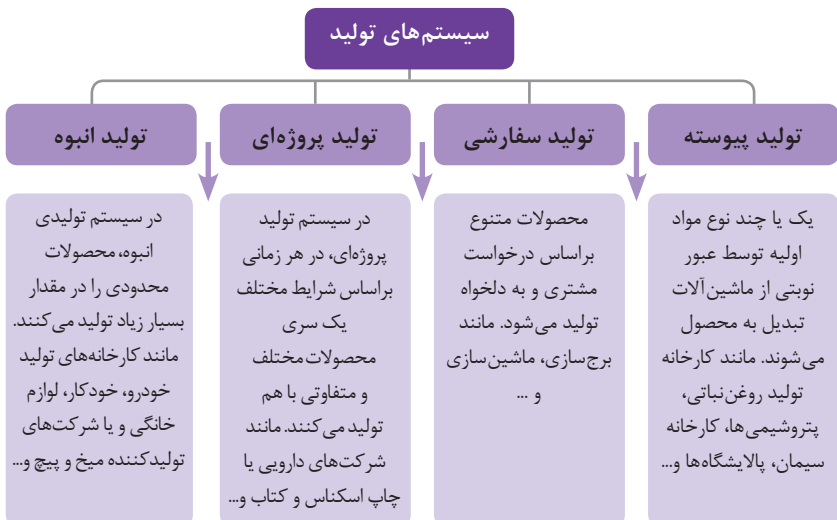 سیستم‌های تولید
تولید پیوسته
یک یا چند نوع مواد
اولیه توسط عبور
نوبتی از ماشین‌آلات
تبدیل به محصول
می‌شوند. مانند کارخانه
تولید روغن‌نباتی،
پتروشیمی‌ها، کارخانه
سیمان، پالایشگاه‌ها و...
تولید سفارشی
محصولات متنوع
براساس درخواست
مشتری و به دلخواه
تولید می‌شود. مانند
برج‌سازی، ماشین‌سازی
و ...
تولید پروژه‌ای
در سیستم تولید
پروژه‌ای، در هر زمانی
براساس شرایط مختلف
یک سری
محصولات مختلف
و متفاوتی با هم
تولید می‌کنند. مانند
شرکت‌های دارویی یا
چاپ اسکناس و کتاب و...
تولید انبوه
در سیستم تولیدی
انبوه، محصولات
محدودی را در مقدار
بسیار زیاد تولید می‌کنند.
مانند کارخانه‌های تولید
خودرو، خودکار، لوازم
خانگی و یا شرکت‌های
تولیدکننده میخ و پیچ و...